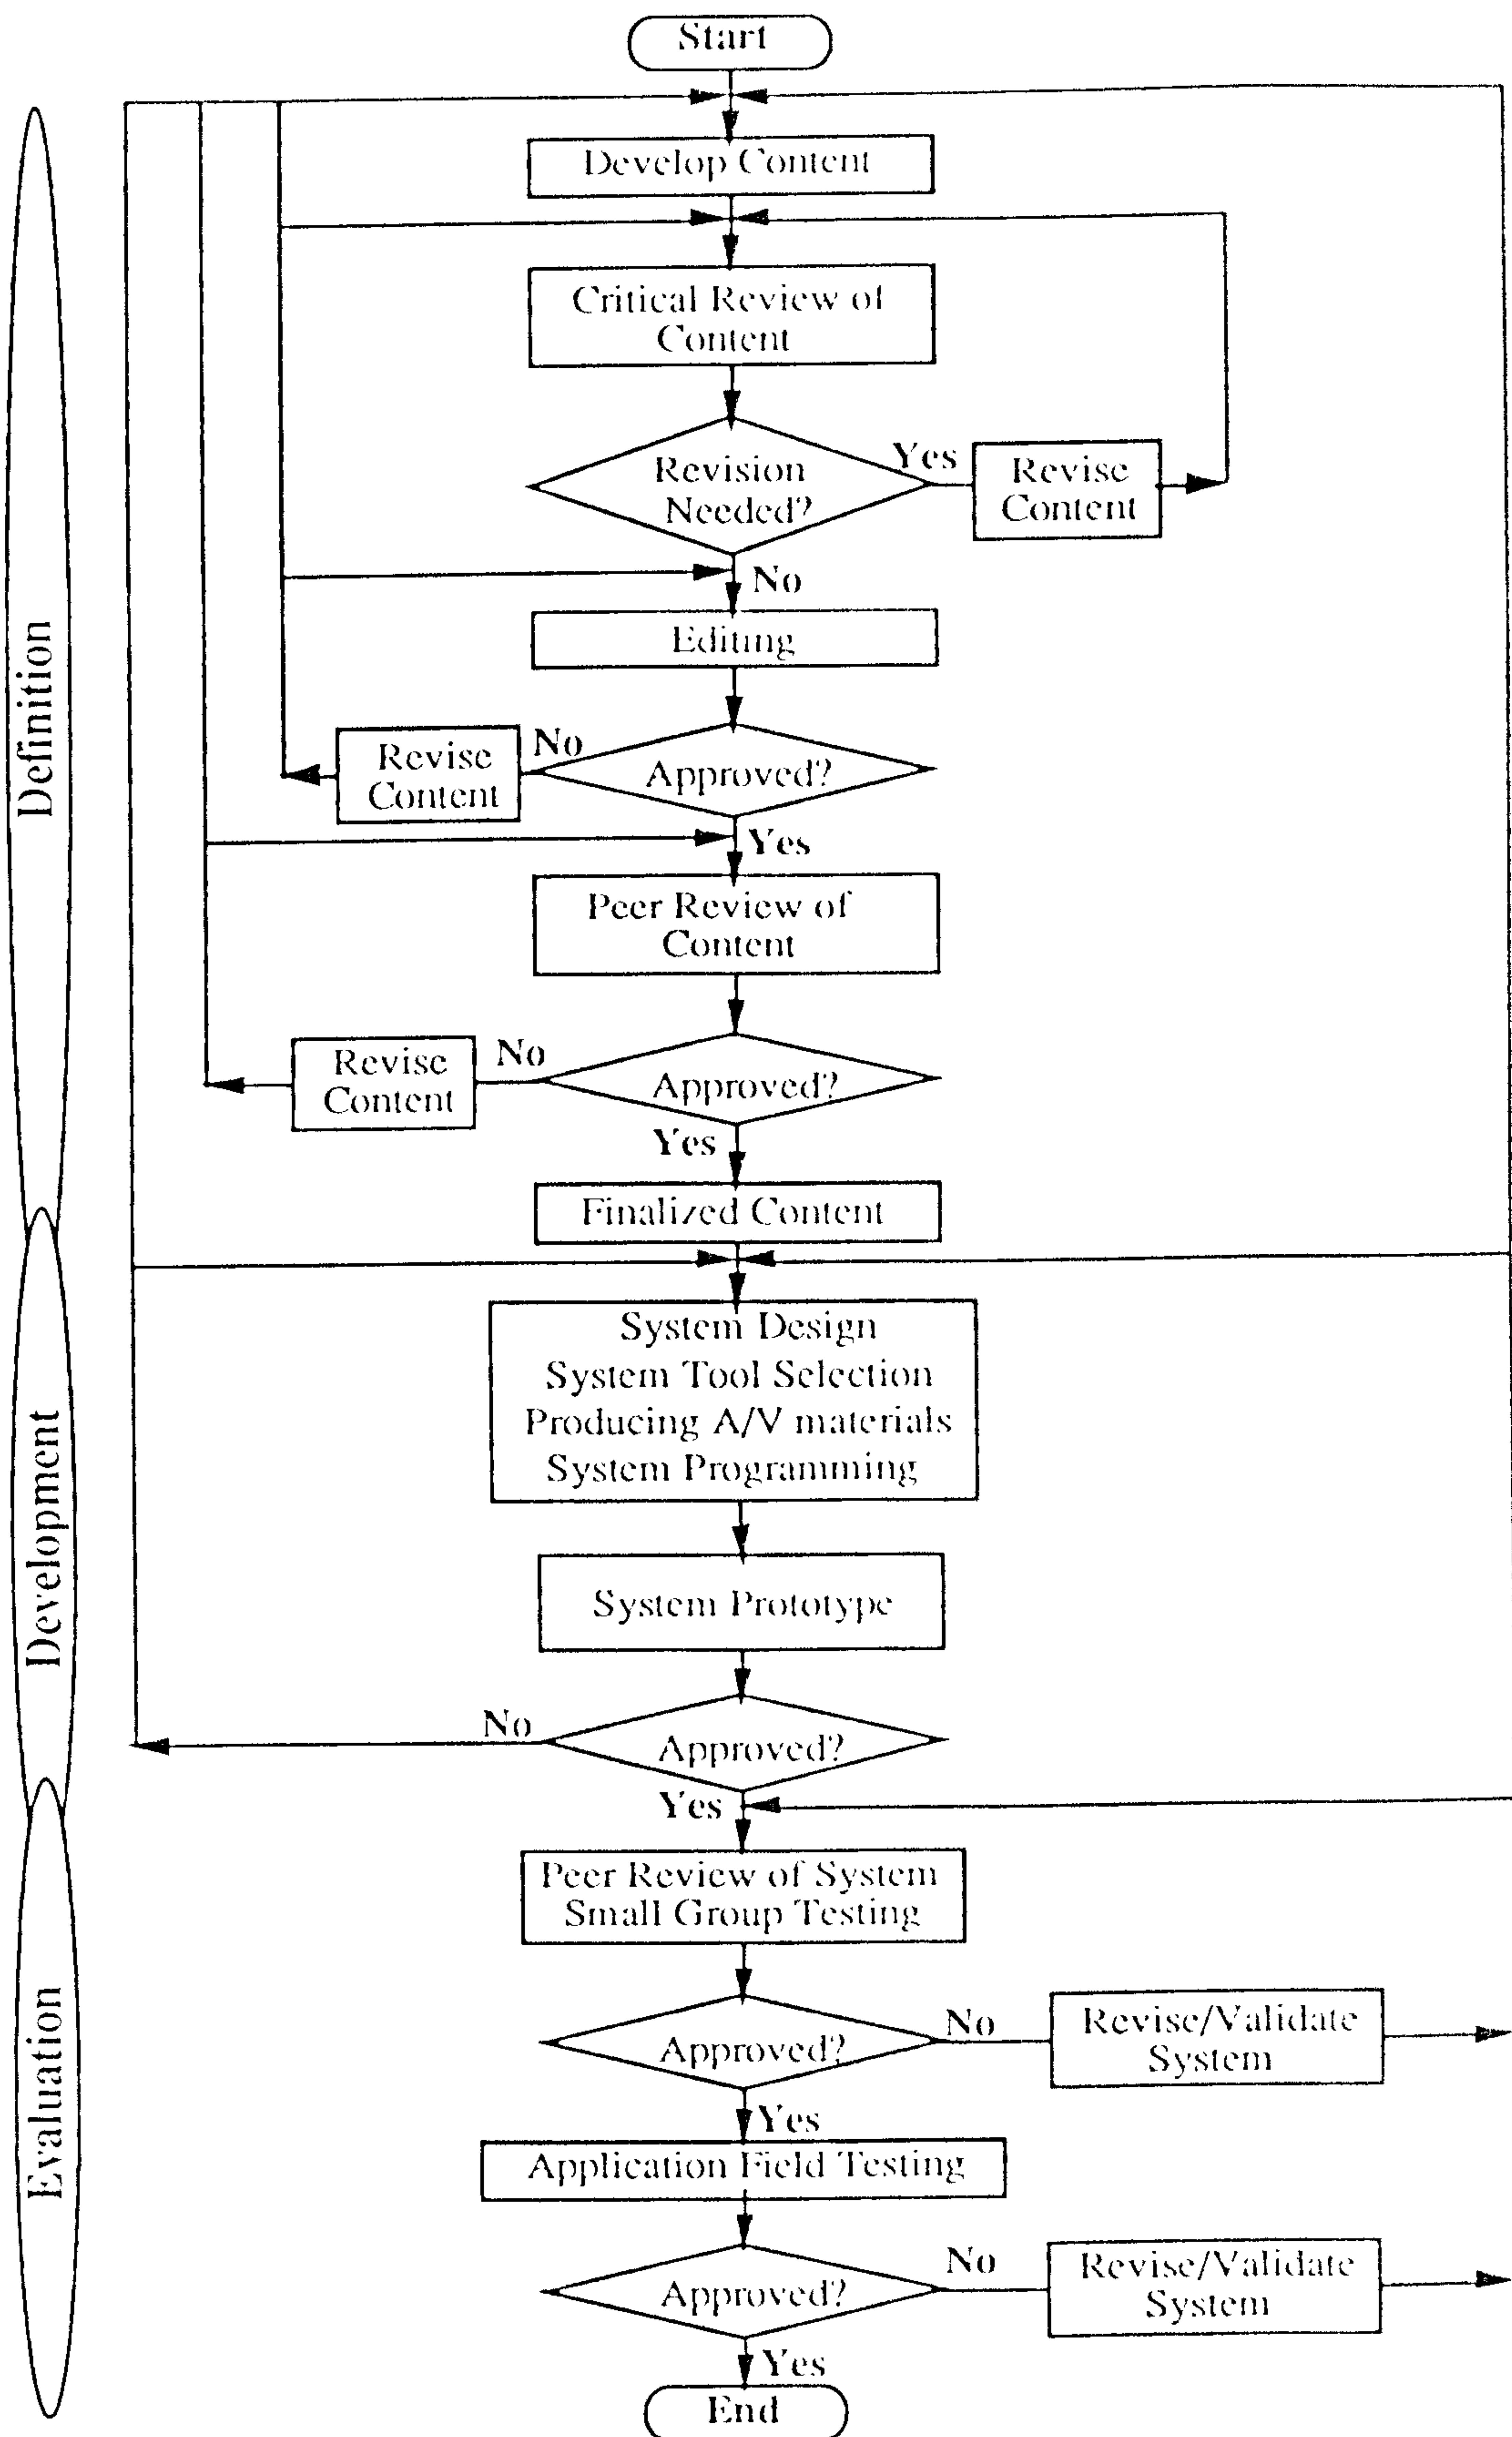 Start
Develop Content
Critical Review of
Content
Revision
Needed?
Yes
Revise
Content
No
Editing
Approved?
No
Revise
Content
Yes
Peer Review of
Content
Approved?
No
Revise
Content
Yes
Finalized Content
System Design
System Tool Selection
Producing A/V materials
System Programming
System Prototype
Approved?
No
Yes
Peer Review of System
Small Group Testing
Approved?
No
Revise/Validate
System
Yes
Application Field Testing
Approved?
No
Revise/Validate
System
Yes
End
Definition
Development
Evaluation